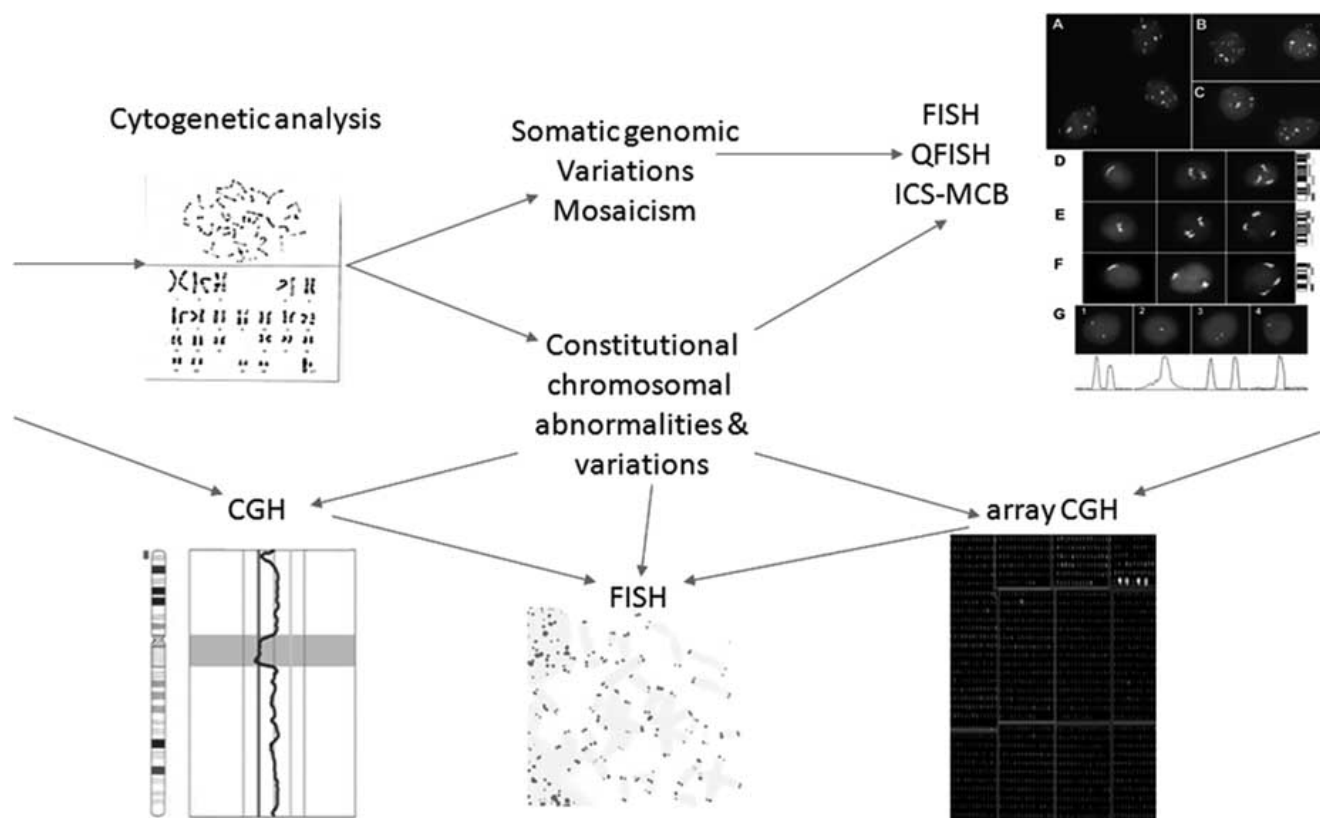 Cytogenetic analysis
Somatic genomic
Variations
Mosaicism
FISH
QFISH
ICS-MCB
A
B
C
D
E
F
G
1
2
3
4
Constitutional
chromosomal
abnormalities &
variations
CGH
FISH
array CGH